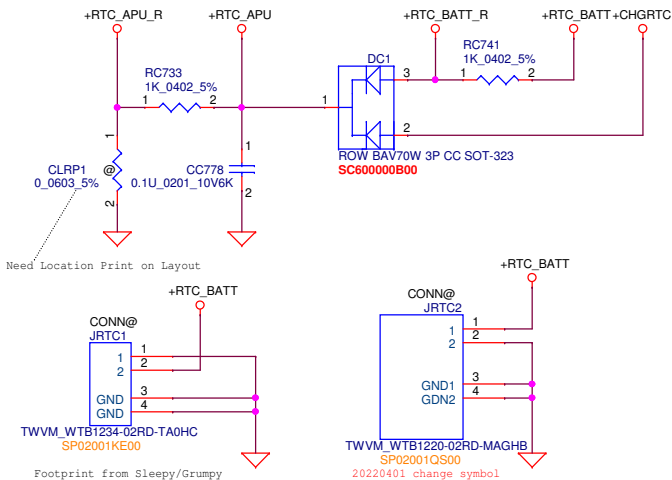 +RTC_APU_R
+RTC_APU
+RTC_BATT_R
+RTC_BATT
+CHGRTC
RC733
1K_0402_5%
1
2
DC1
3
RC741
1K_0402_5%
1
2
1
2
ROW BAV70W 3P CC SOT-323
SC600000B00
1
CLRP1
@
0_0603_5%
2
1
CC778
0.1U_0201_10V6K
2
Need Location Print on Layout
+RTC_BATT
CONN@
JRTC1
1
1
2
2
GND
3
GND
4
TWVM_WTB1234-02RD-TA0HC
SP02001KE00
Footprint from Sleepy/Grumpy
+RTC_BATT
CONN@
JRTC2
1
1
2
2
GND1
3
GDN2
4
TWVM_WTB1220-02RD-MAGHB
SP02001QS00
20220401 change symbol